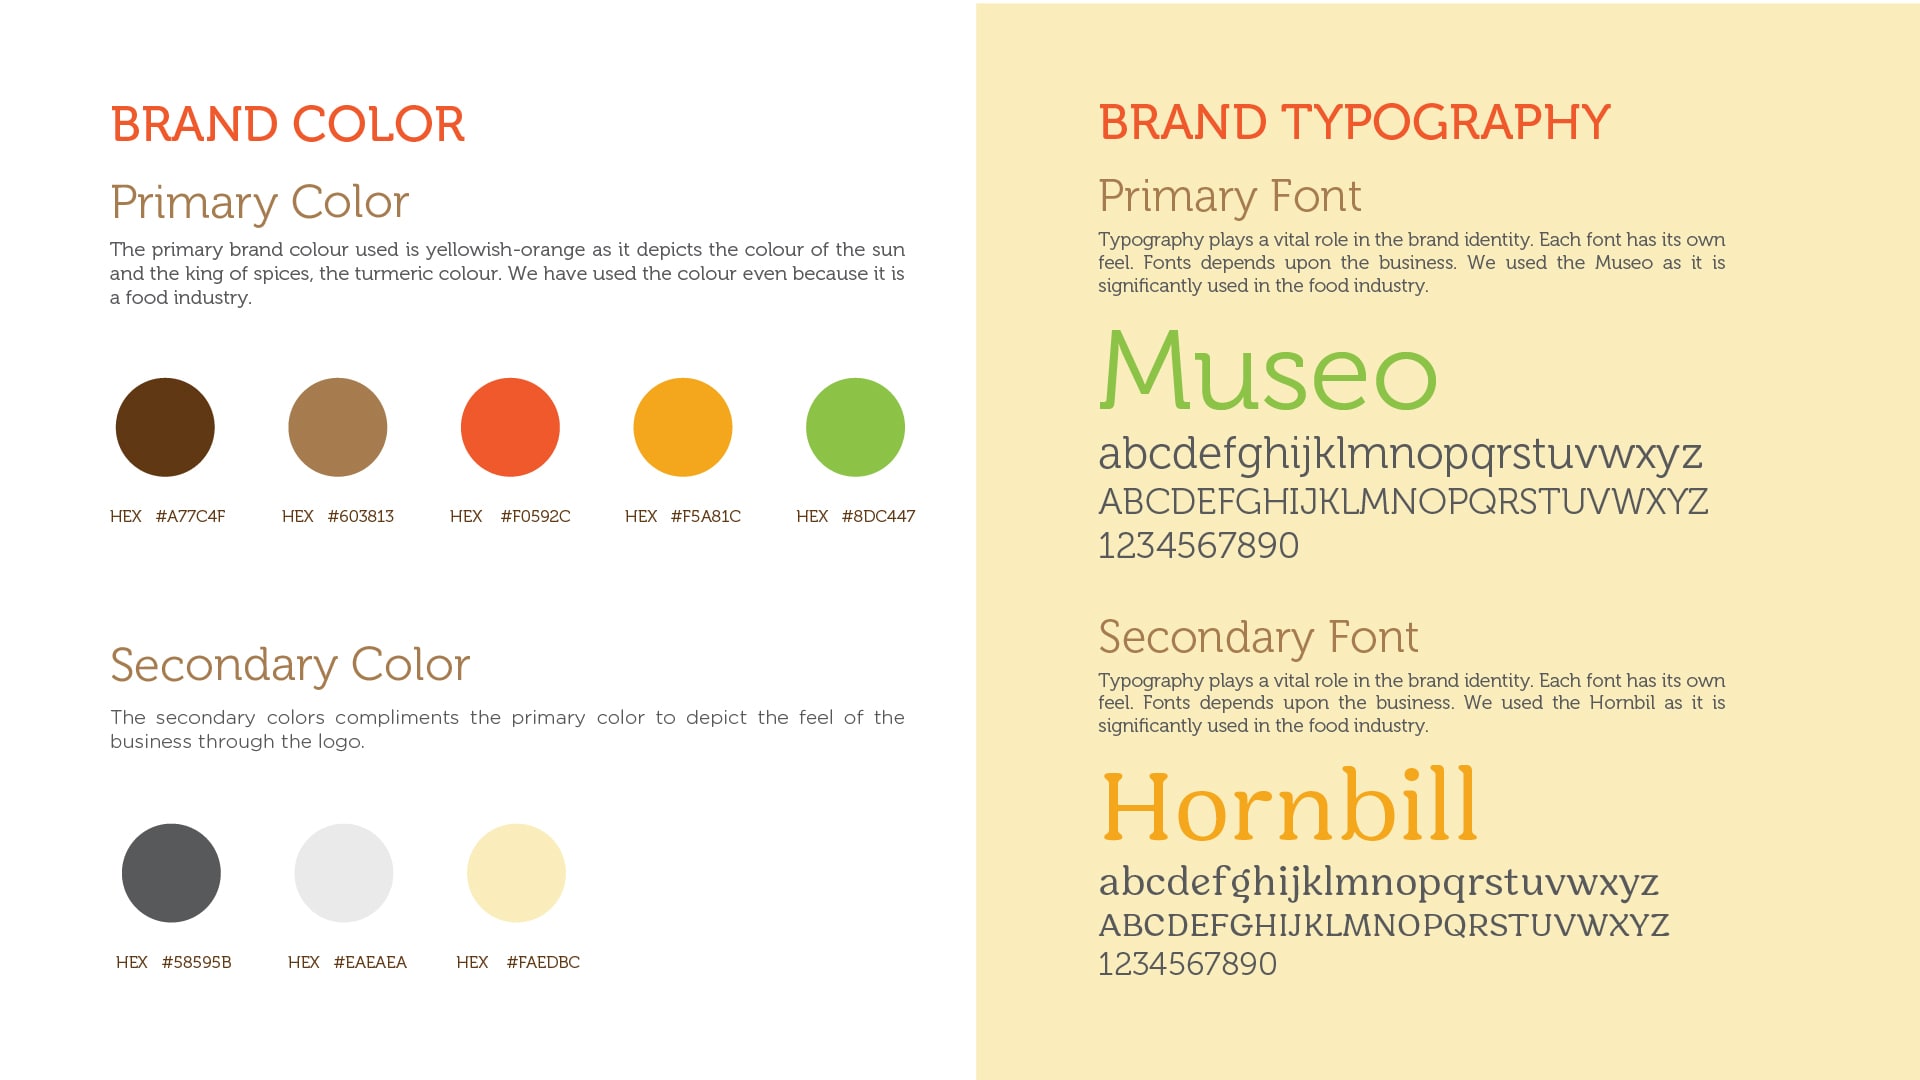 BRAND COLOR
Primary Color
The primary brand colour used is yellowish-orange as it depicts the colour of the sun
and the king of spices, the turmeric colour. We have used the colour even because it is
a food industry.
HEX #A77C4F
HEX #603813
HEX #F0592C
HEX #F5A81C
HEX #8DC447
Secondary Color
The secondary colors compliments the primary color to depict the feel of the
business through the logo.
HEX #58595B
HEX #EAEAEA
HEX #FAEDBC
BRAND TYPOGRAPHY
Primary Font
Typography plays a vital role in the brand identity. Each font has its own
feel. Fonts depends upon the business. We used the Museo as it is
significantly used in the food industry.
Museo
abcdefghijklmnopqrstuvwxyz
ABCDEFGHIJKLMNOPQRSTUVWXYZ
1234567890
Secondary Font
Typography plays a vital role in the brand identity. Each font has its own
feel. Fonts depends upon the business. We used the Hornbil as it is
significantly used in the food industry.
Hornbill
abcdefghijklmnopqrstuvwxyz
ABCDEFGHIJKLMNOPQRSTUVWXYZ
1234567890